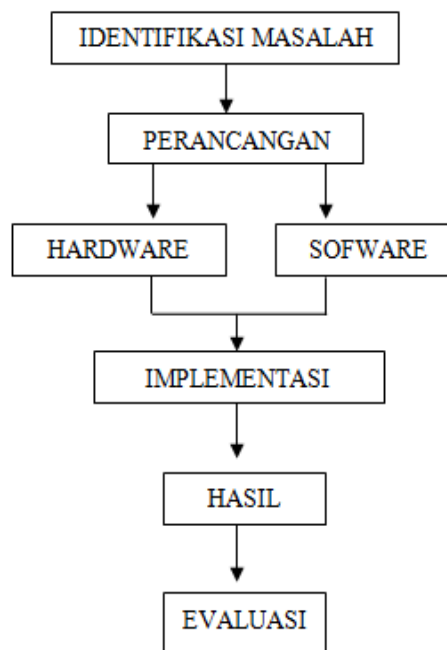 IDENTIFIKASI MASALAH
PERANCANGAN
HARDWARE
SOFWARE
IMPLEMENTASI
HASIL
EVALUASI